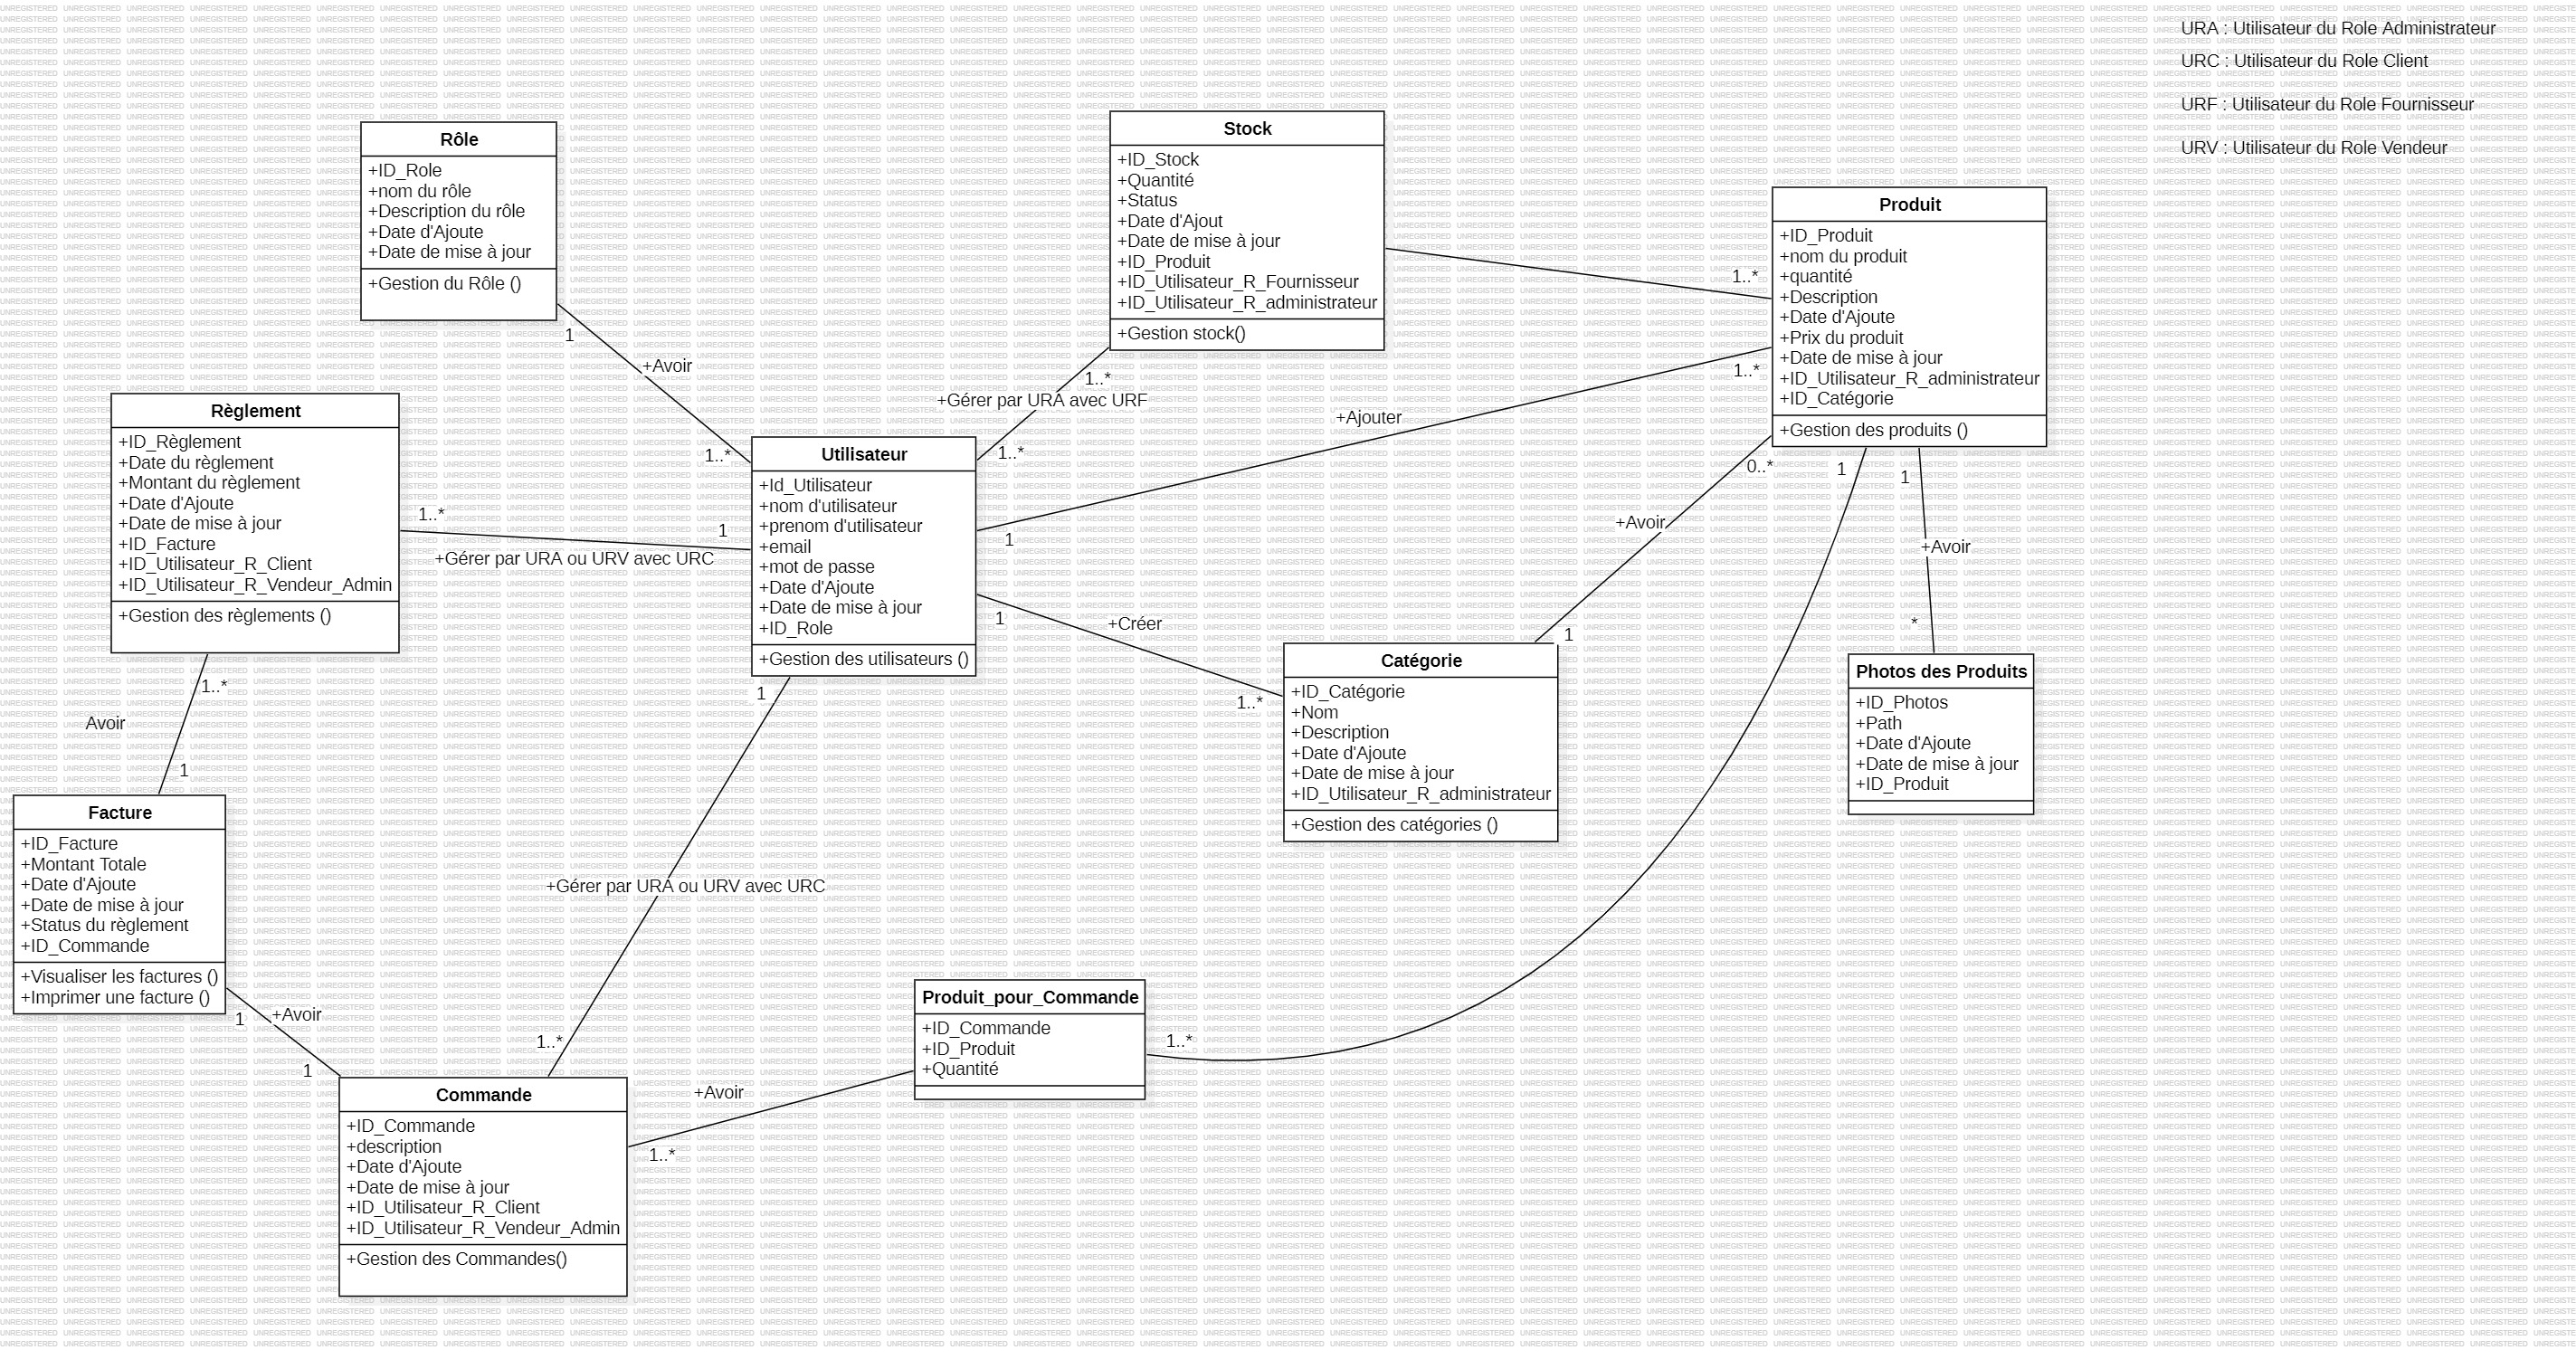 URA : Utilisateur du Role Administrateur
URC : Utilisateur du Role Client
URF : Utilisateur du Role Fournisseur
URV : Utilisateur du Role Vendeur
Rôle
+ID_Role
+nom du rôle
+Description du rôle
+Date d'Ajoute
+Date de mise à jour
+Gestion du Rôle ()
1
+Avoir
1..*
Stock
+ID_Stock
+Quantité
+Status
+Date d'Ajout
+Date de mise à jour
+ID_Produit
+ID_Utilisateur_R_Fournisseur
+ID_Utilisateur_R_administrateur
+Gestion stock()
1..*
+Gérer par URA avec URF
1..*
1..*
Produit
+ID_Produit
+nom du produit
+quantité
+Description
+Date d'Ajoute
+Prix du produit
+Date de mise à jour
+ID_Utilisateur_R_administrateur
+ID_Catégorie
+Gestion des produits ()
1..*
+Ajouter
1
Règlement
+ID_Règlement
+Date du règlement
+Montant du règlement
+Date d'Ajoute
+Date de mise à jour
+ID_Facture
+ID_Utilisateur_R_Client
+ID_Utilisateur_R_Vendeur_Admin
+Gestion des règlements ()
1..*
1
+Gérer par URA ou URV avec URC
Utilisateur
+Id_Utilisateur
+nom d'utilisateur
+prenom d'utilisateur
+email
+mot de passe
+Date d'Ajoute
+Date de mise à jour
+ID_Role
+Gestion des utilisateurs ()
1
+Créer
1..*
0..*
+Avoir
1
1
1
+Avoir
*
Catégorie
+ID_Catégorie
+Nom
+Description
+Date d'Ajoute
+Date de mise à jour
+ID_Utilisateur_R_administrateur
+Gestion des catégories ()
Photos des Produits
+ID_Photos
+Path
+Date d'Ajoute
+Date de mise à jour
+ID_Produit
1..*
Avoir
1
Facture
+ID_Facture
+Montant Totale
+Date d'Ajoute
+Date de mise à jour
+Status du règlement
+ID_Commande
+Visualiser les factures ()
+Imprimer une facture ()
1
+Avoir
1
1
+Gérer par URA ou URV avec URC
1..*
Commande
+ID_Commande
+description
+Date d'Ajoute
+Date de mise à jour
+ID_Utilisateur_R_Client
+ID_Utilisateur_R_Vendeur_Admin
+Gestion des Commandes()
+Avoir
1..*
Produit_pour_Commande
+ID_Commande
+ID_Produit
+Quantité
1..*